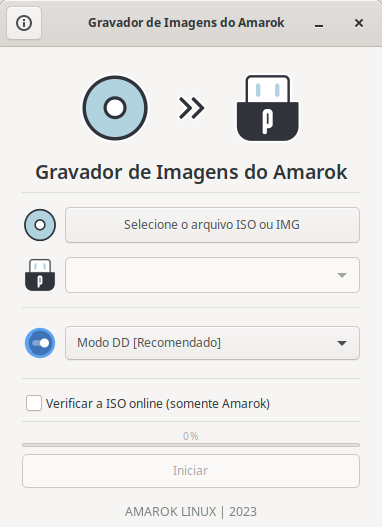 Gravador de Imagens do Amarok
Gravador de Imagens do Amarok
Selecione o arquivo ISO ou IMG
Modo DD [Recomendado]
Verificar a ISO online (somente Amarok)
0 %
Iniciar
AMAROK LINUX | 2023